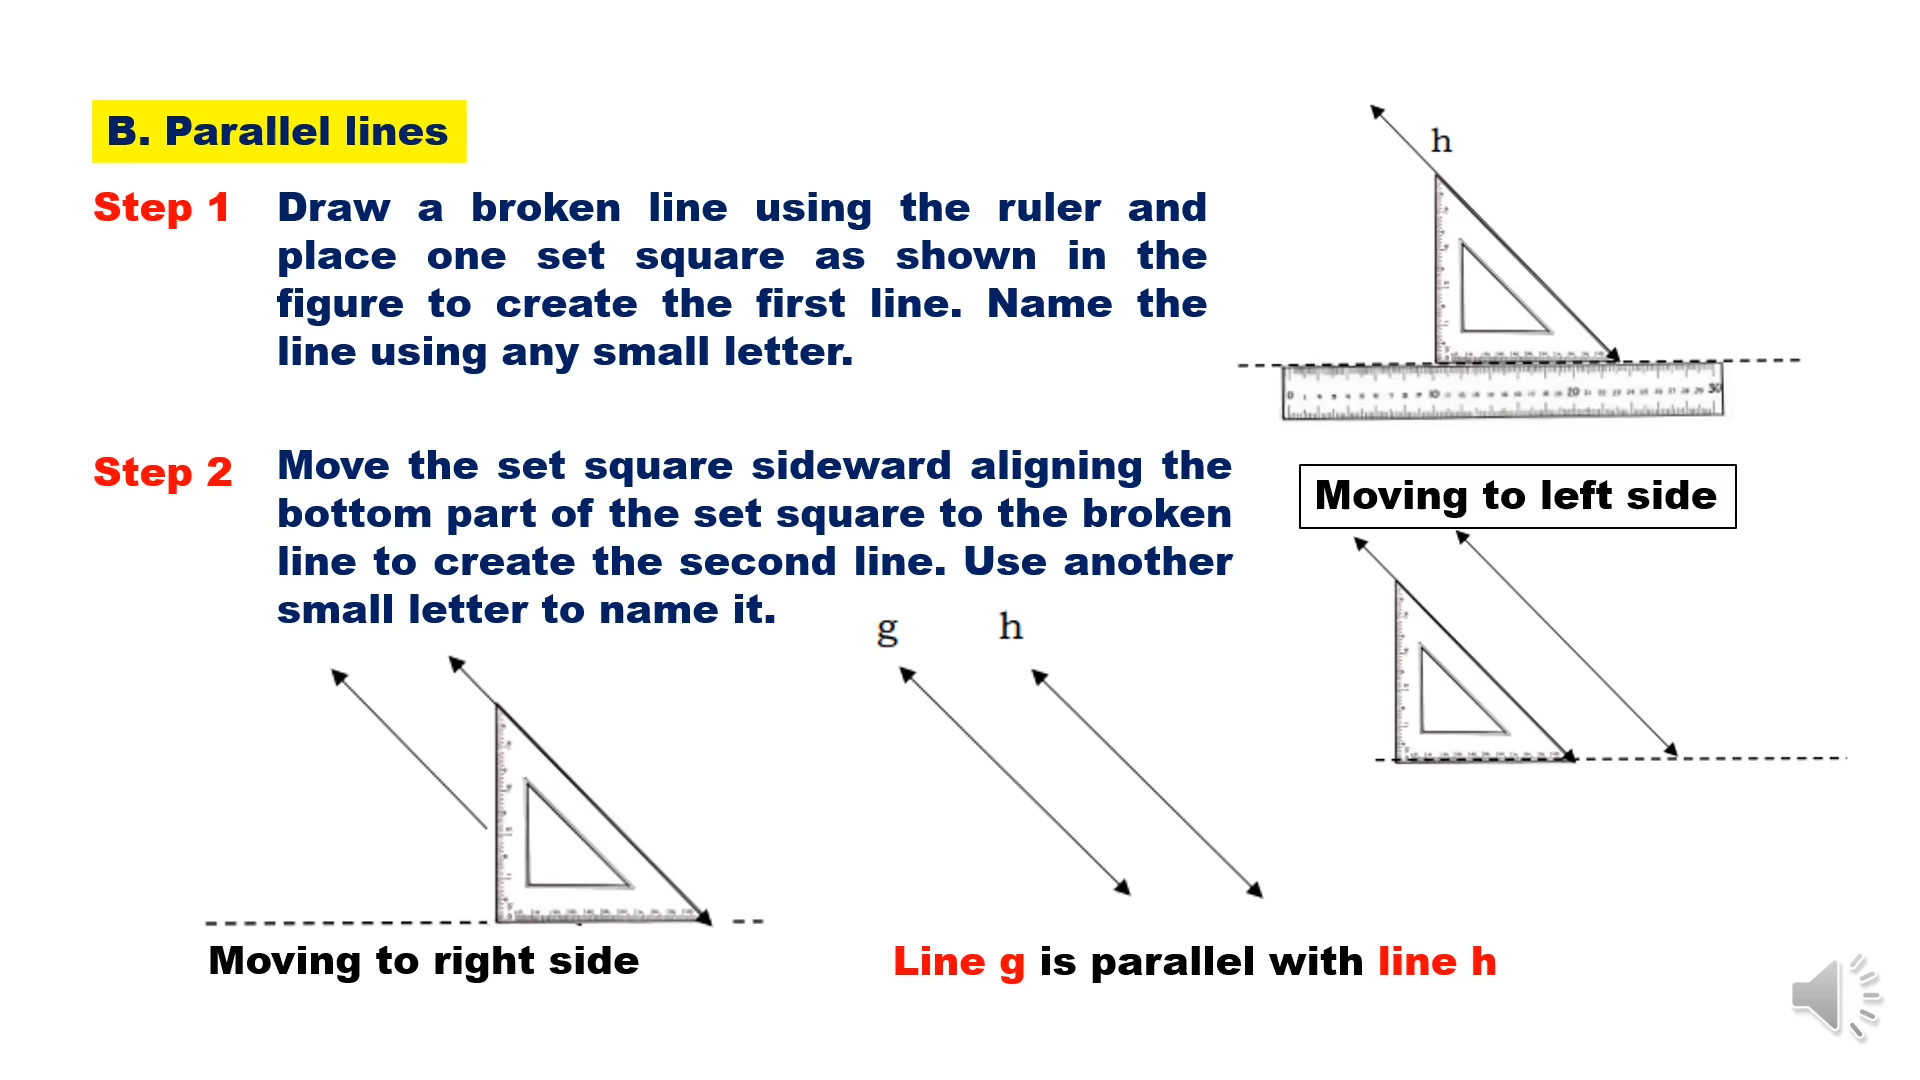 B. Parallel lines
Step 1
Draw a broken line using the ruler and
place one set square as shown in the
figure to create the first line. Name the
line using any small letter.
h
0
10
20
30
Step 2
Move the set square sideward aligning the
bottom part of the set square to the broken
line to create the second line. Use another
small letter to name it.
Moving to left side
g
h
Moving to right side
Line g is parallel with line h